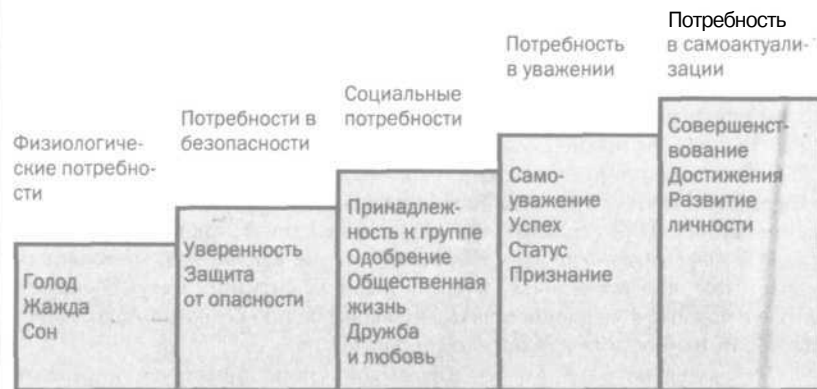 Физиологиче-
ские потребно-
сти
Голод
Жажда
Сон
Потребности в
безопасности
Уверенность
Защита
от опасности
Социальные
потребности
Принадлеж-
ность к группе
Одобрение
Общественная
жизнь
Дружба
и любовь
Потребность
в уважении
Само-
уважение
Успех
Статус
Признание
Потребность
в самоактуали-
зации
Совершенст-
вование
Достижения
Развитие
личности